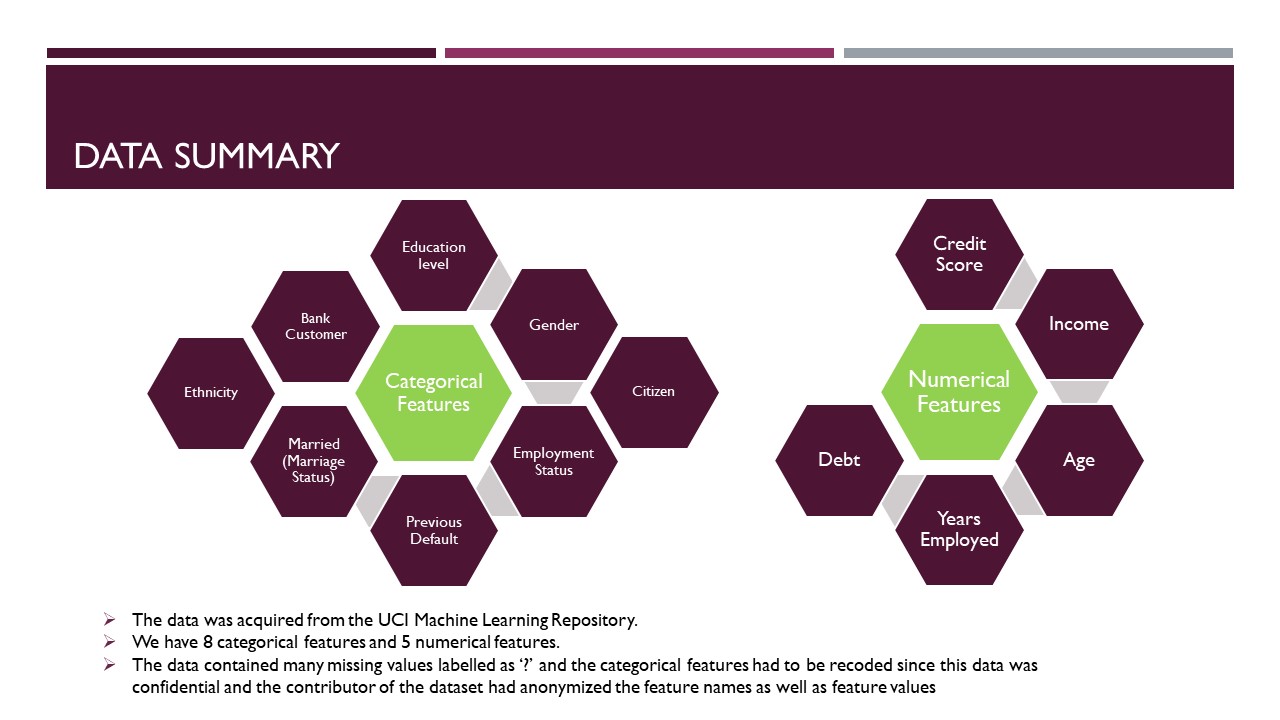 DATA SUMMARY
Education
level
Bank
Customer
Gender
Ethnicity
Categorical
Features
Citizen
Married
(Marriage
Status)
Employment
Status
Previous
Default
Credit
Score
Income
Numerical
Features
Debt
Age
Years
Employed
The data was acquired from the UCI Machine Learning Repository.
We have 8 categorical features and 5 numerical features.
The data contained many missing values labelled as ‘?’ and the categorical features had to be recoded since this data was
confidential and the contributor of the dataset had anonymized the feature names as well as feature values